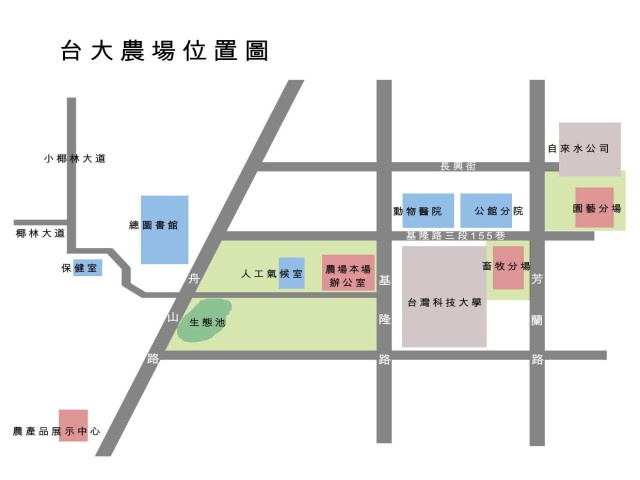 台大農場位置圖
小椰林大道
長興街
自來水公司
椰林大道
總圖書館
動物醫院
公館分院
園藝分場
基隆路三段155巷
保健室
人工氣候室
農場本場
辦公室
畜牧分場
台灣科技大學
生態池
舟山路
基隆路
芳蘭路
農產品展示中心